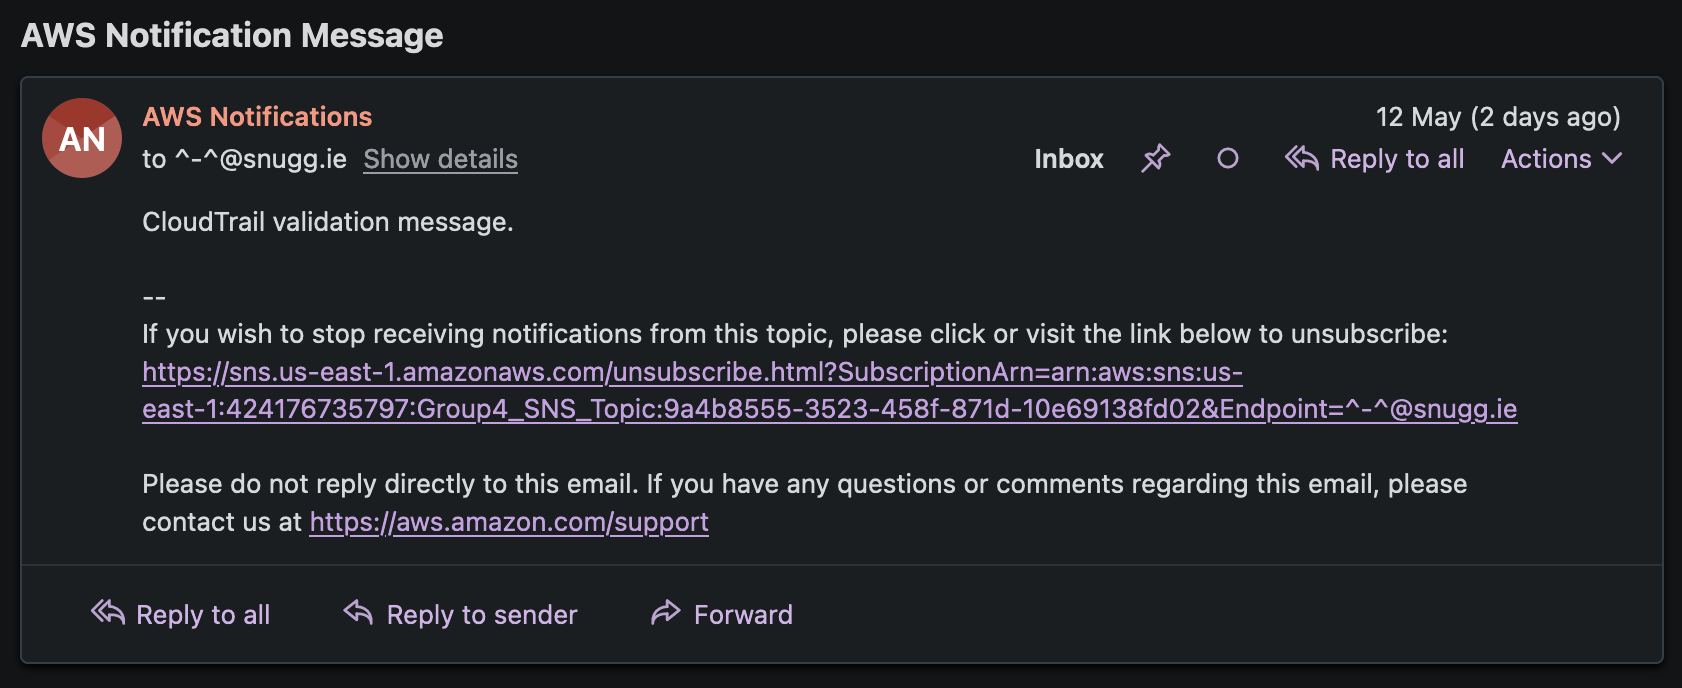 AWS Notification Message
AN
AWS Notifications
12 May (2 days ago)
to ^-^@snugg.ie Show details
Inbox
Reply to all
Actions
CloudTrail validation message.
--
If you wish to stop receiving notifications from this topic, please click or visit the link below to unsubscribe:
https://sns.us-east-1.amazonaws.com/unsubscribe.html?SubscriptionArn=arn:aws:sns:us-
east-1:424176735797:Group4_SNS_Topic:9a4b8555-3523-458f-871d-10e69138fd02&Endpoint=^-^@snugg.ie
Please do not reply directly to this email. If you have any questions or comments regarding this email, please
contact us at https://aws.amazon.com/support
Reply to all
Reply to sender
Forward